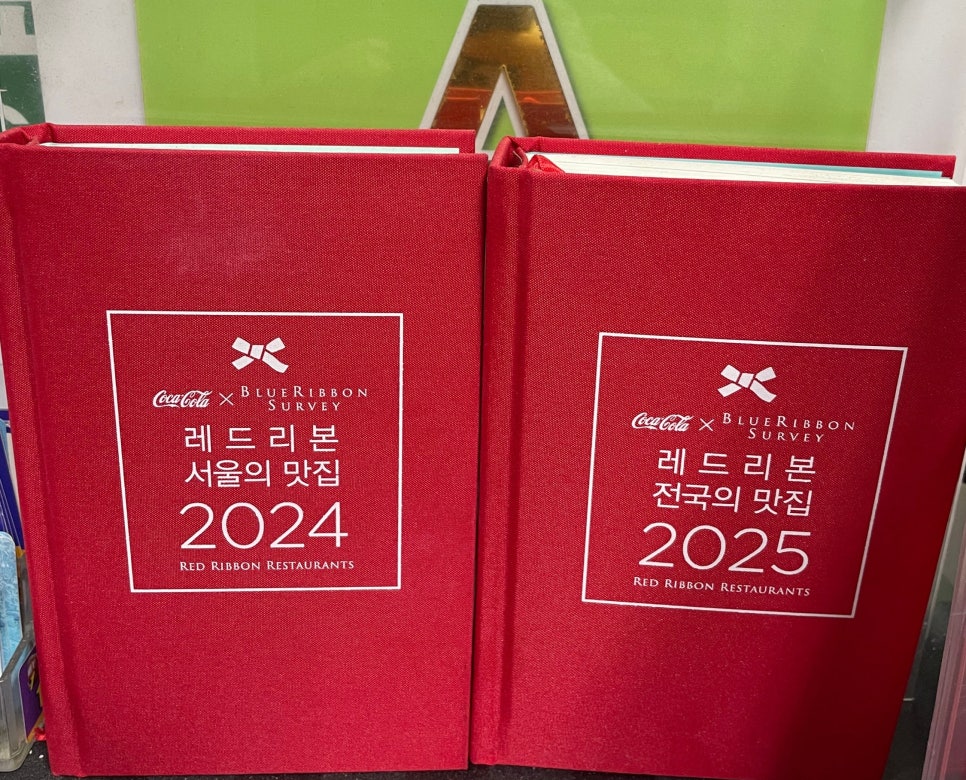 A
Coca-Cola × BLUERIBBON
SURVEY
레드리본
서울의 맛집
2024
RED RIBBON RESTAURANTS
Coca-Cola × BLUERIBBON
SURVEY
레드리본
전국의 맛집
2025
RED RIBBON RESTAURANTS